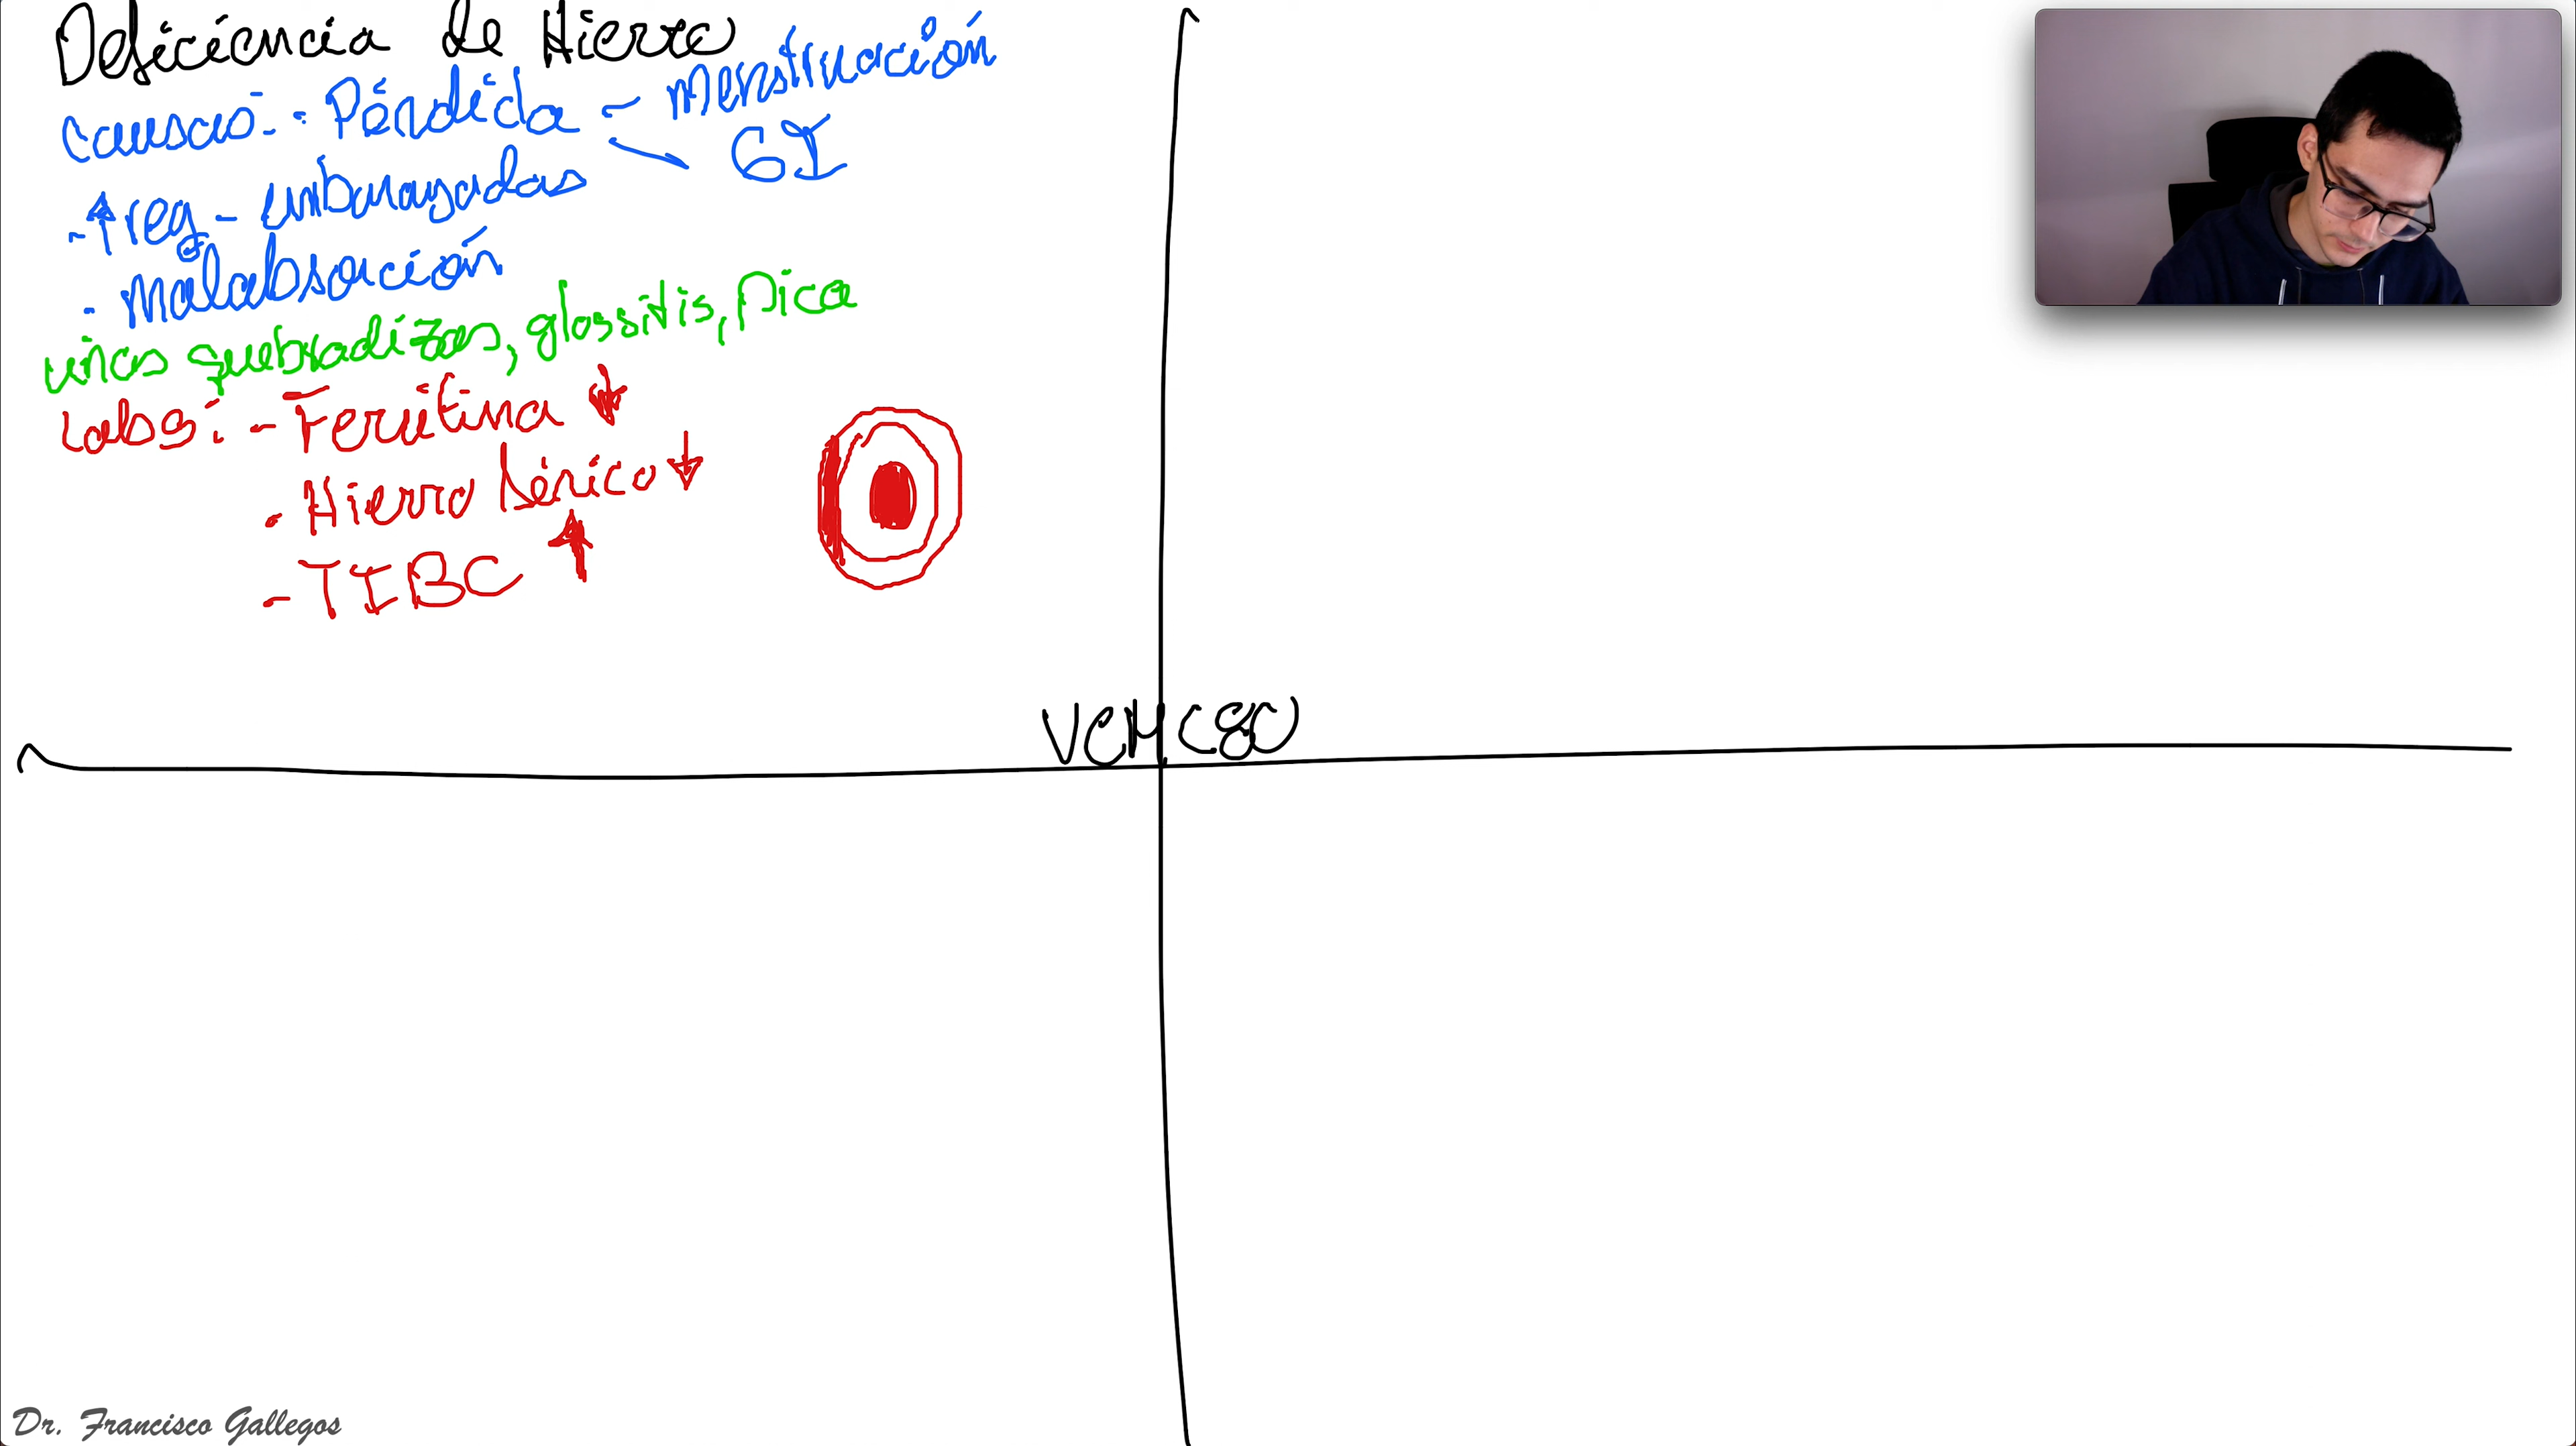 Deficiencia de Hierro
Causas: - Pérdida - Menstruación
GI
- ↑ req - embarazadas
- Malabsorción
uñas quebradizas, glossitis, pica
Labs: - Ferritina ↓
- Hierro Sérico ↓
- TIBC ↑
VCM <80
Dr. Francisco Gallegos